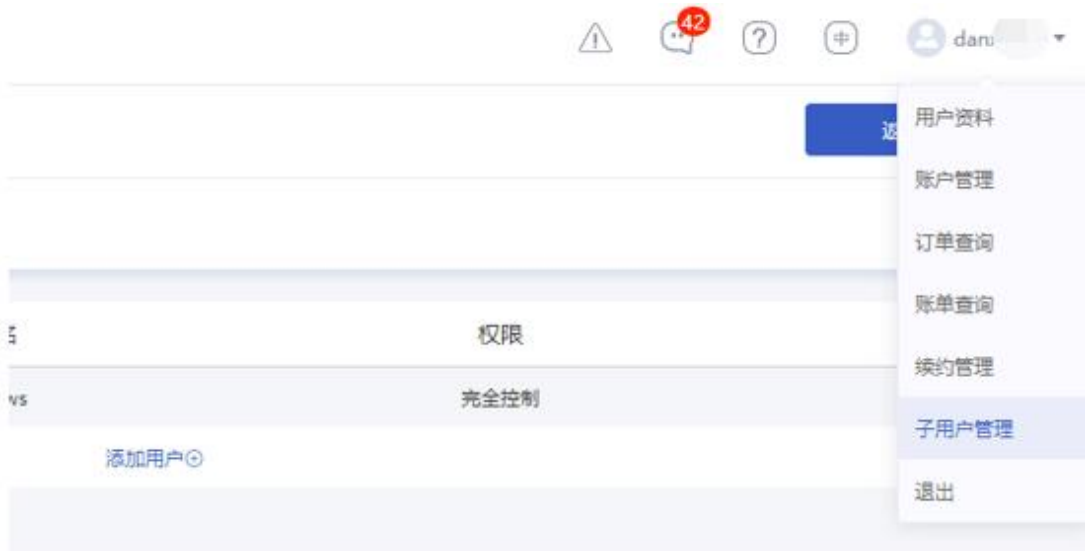 42
?
中
dan
用户资料
账户管理
订单查询
账单查询
权限
续约管理
ws
完全控制
子用户管理
添加用户
退出